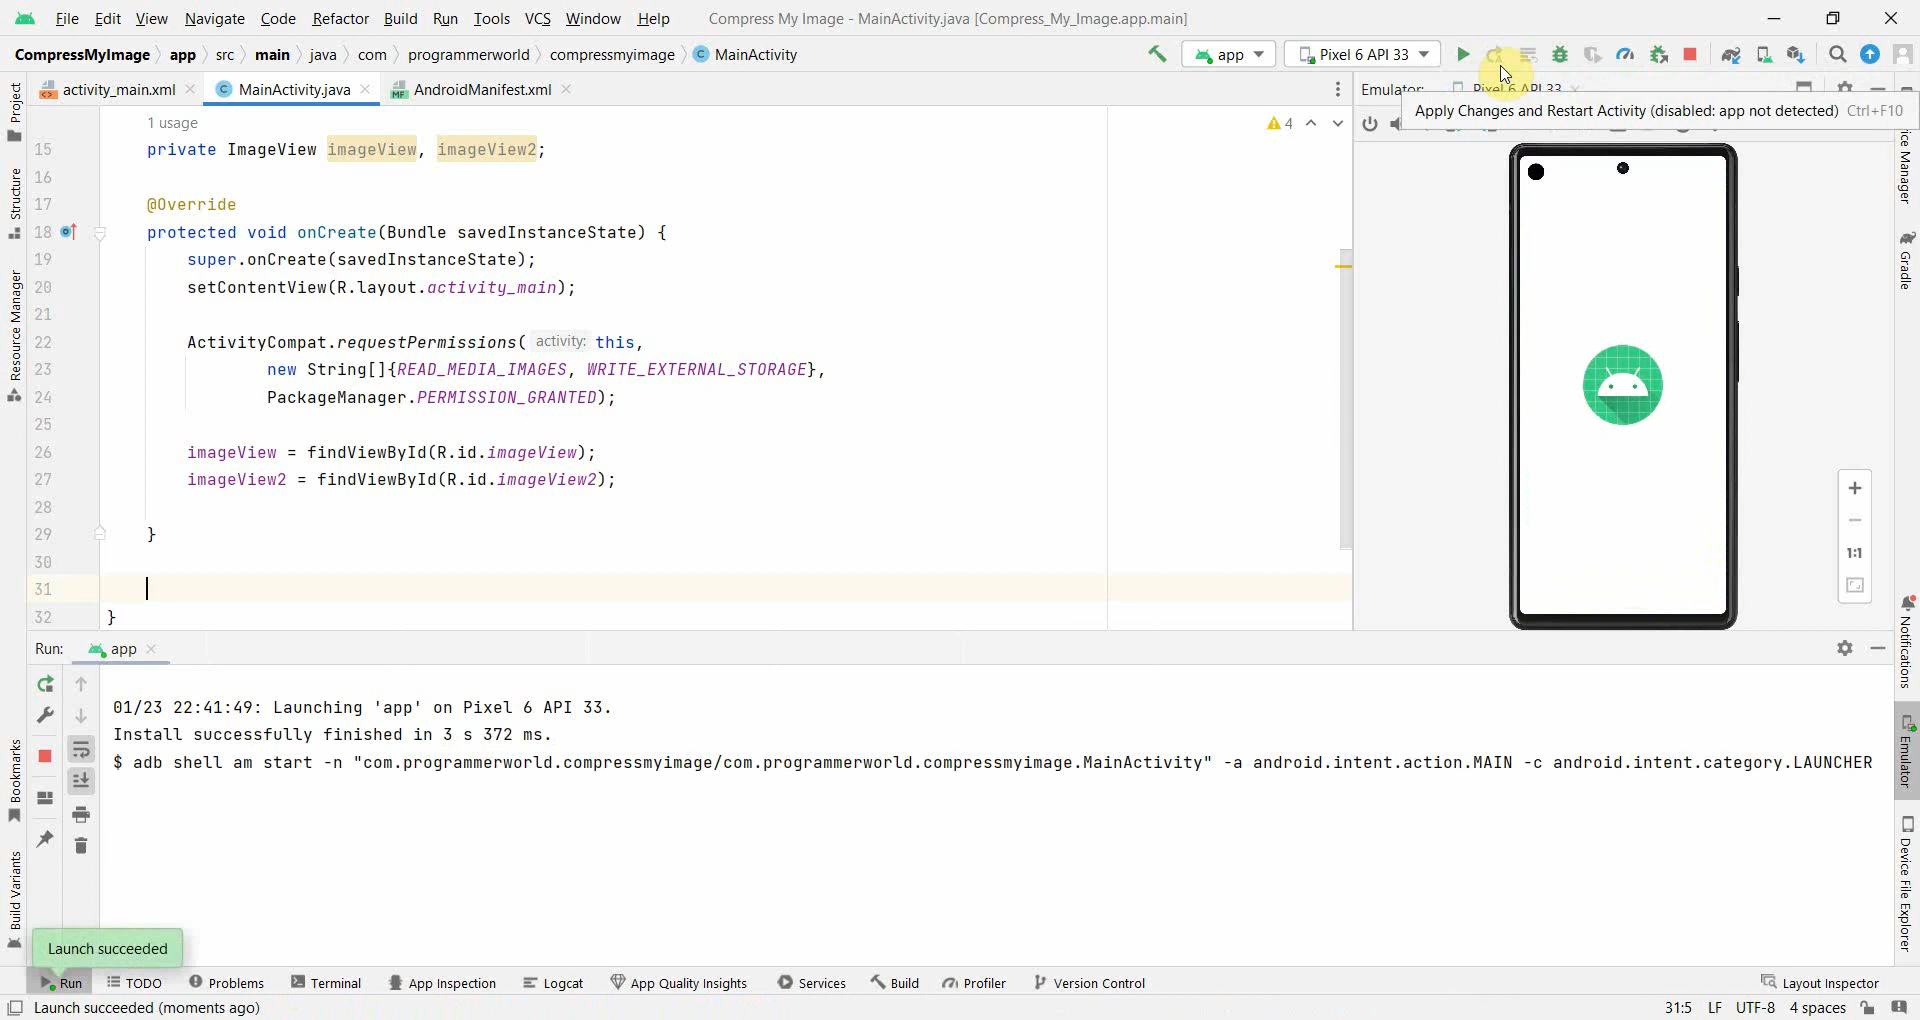 File Edit View Navigate Code Refactor Build Run Tools VCS Window Help Compress My Image - MainActivity.java [Compress_My_Image.app.main]
CompressMyImage app src main java com programmerworld compressmyimage MainActivity app Pixel 6 API 33
activity_main.xml MainActivity.java AndroidManifest.xml Emulator: Pixel 6 API 33
Apply Changes and Restart Activity (disabled: app not detected) Ctrl+F10
1 usage
4
15 private ImageView imageView, imageView2;
16
17 @Override
18 protected void onCreate(Bundle savedInstanceState) {
19 super.onCreate(savedInstanceState);
20 setContentView(R.layout.activity_main);
21
22 ActivityCompat.requestPermissions( activity: this,
23 new String[]{READ_MEDIA_IMAGES, WRITE_EXTERNAL_STORAGE},
24 PackageManager.PERMISSION_GRANTED);
25
26 imageView = findViewById(R.id.imageView);
27 imageView2 = findViewById(R.id.imageView2);
28
29 }
30
31
32 }
1:1
Project
Structure
Resource Manager
Bookmarks
Build Variants
Gradle
Notifications
Emulator
Device File Explorer
Run: app
01/23 22:41:49: Launching 'app' on Pixel 6 API 33.
Install successfully finished in 3 s 372 ms.
$ adb shell am start -n "com.programmerworld.compressmyimage/com.programmerworld.compressmyimage.MainActivity" -a android.intent.action.MAIN -c android.intent.category.LAUNCHER
Launch succeeded
Run TODO Problems Terminal App Inspection Logcat App Quality Insights Services Build Profiler Version Control Layout Inspector
Launch succeeded (moments ago) 31:5 LF UTF-8 4 spaces